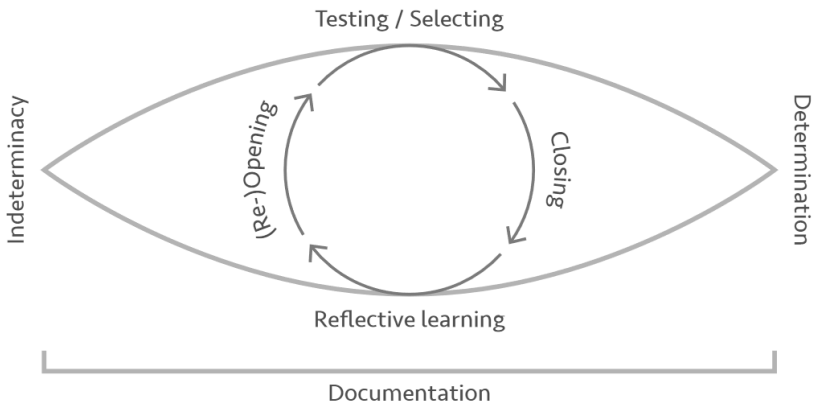 Testing / Selecting
Indeterminacy
(Re-)Opening
Closing
Determination
Reflective learning
Documentation